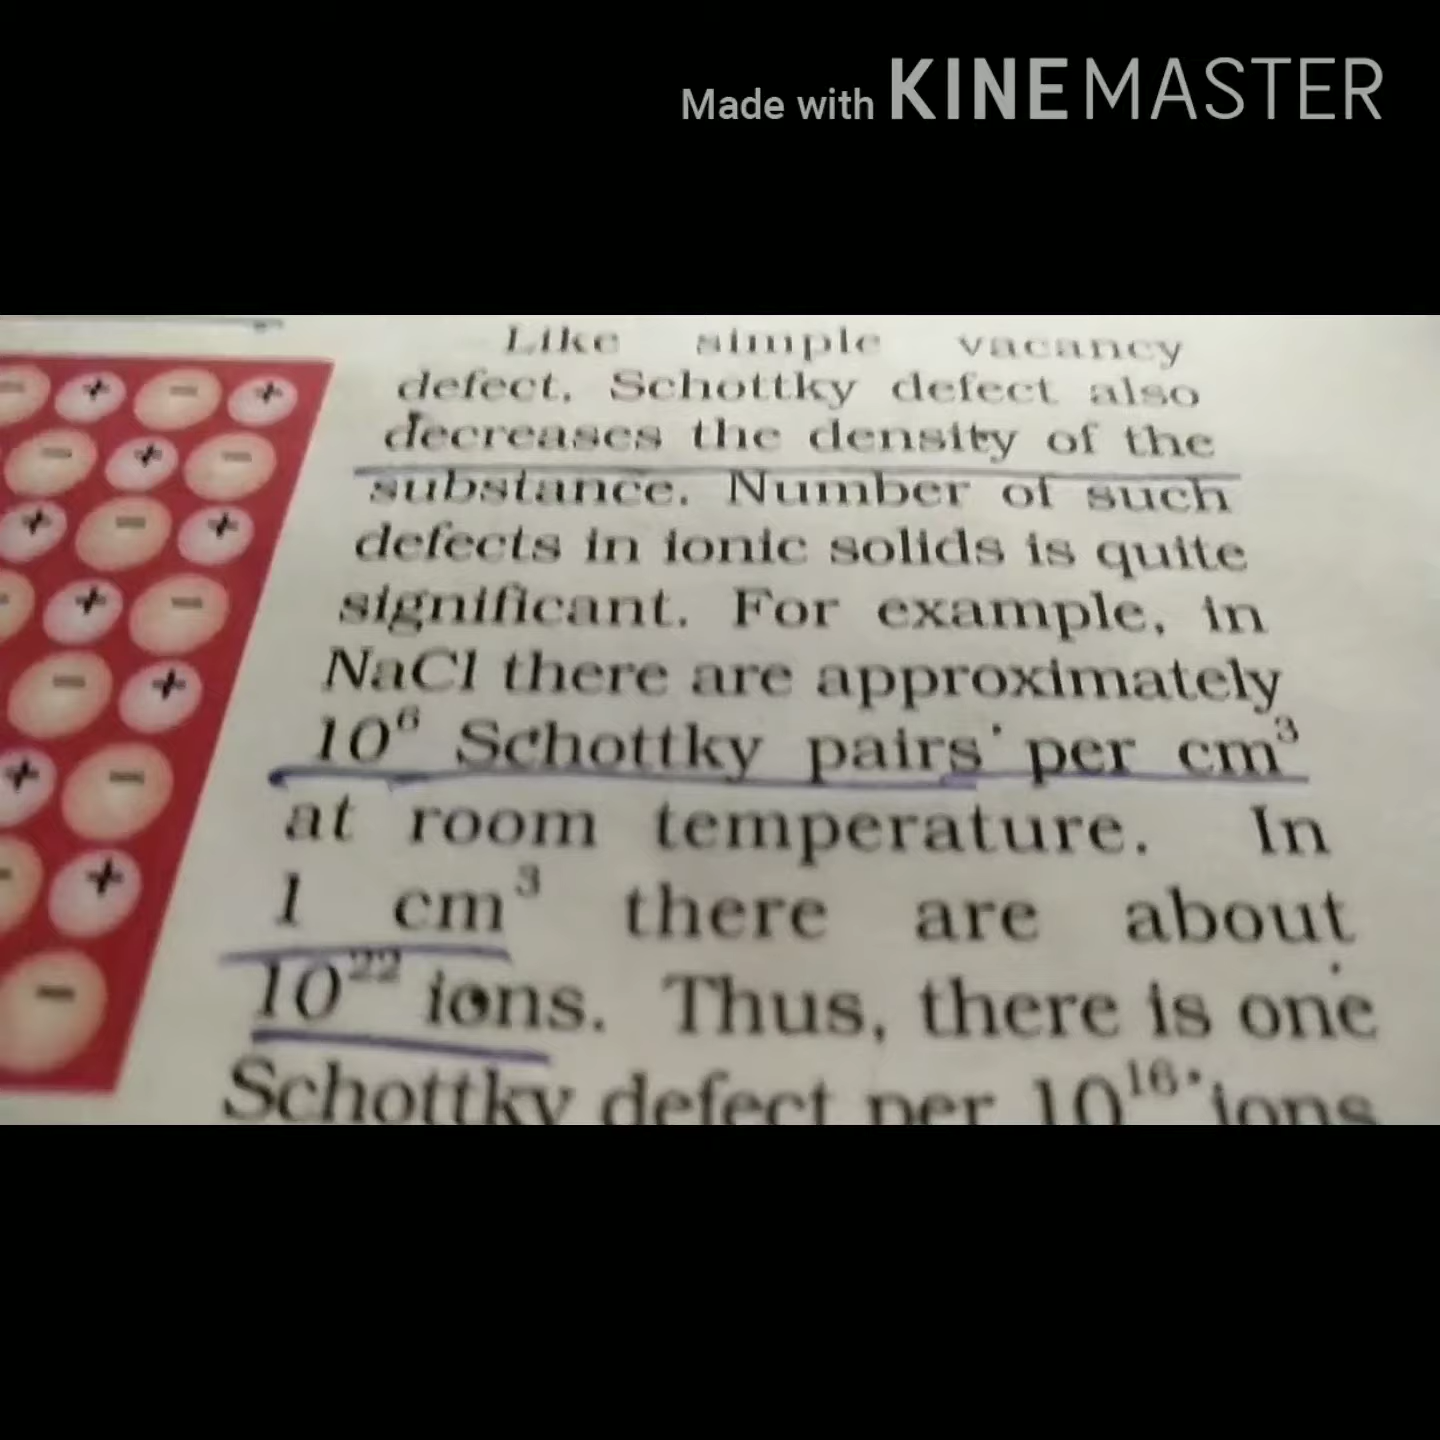 Made with KINEMASTER
Like simple vacancy
defect, Schottky defect also
decreases the density of the
substance. Number of such
defects in ionic solids is quite
significant. For example, in
NaCl there are approximately
10⁶ Schottky pairs per cm³
at room temperature. In
1 cm³ there are about
10²² ions. Thus, there is one
Schottky defect per 10¹⁶ ions